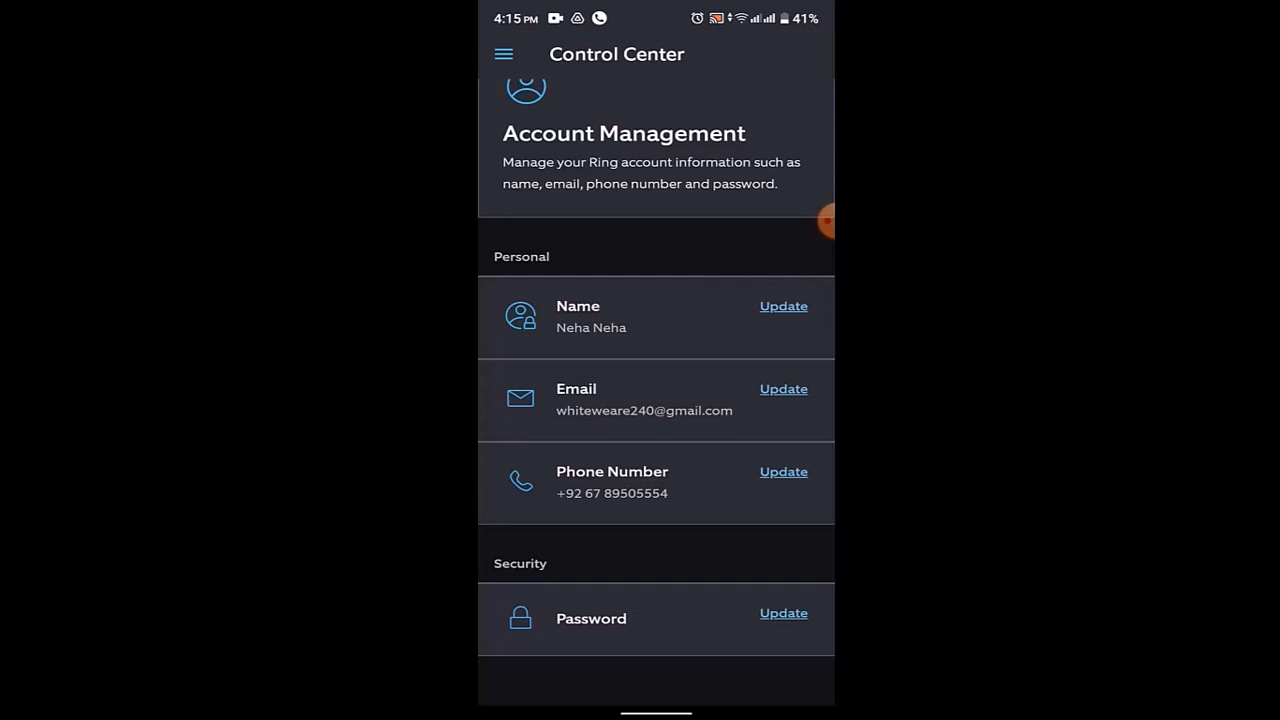 4:15 PM 41%
Control Center
Account Management
Manage your Ring account information such as
name, email, phone number and password.
Personal
Name Update
Neha Neha
Email Update
whiteweare240@gmail.com
Phone Number Update
+92 67 89505554
Security
Password Update